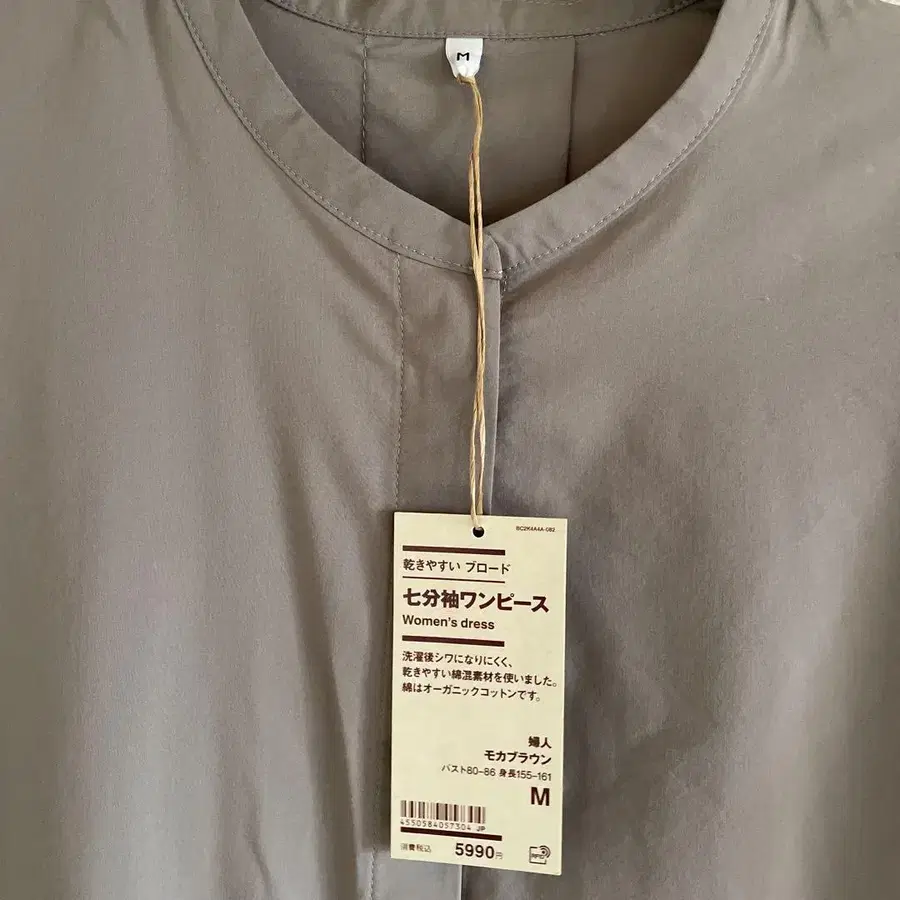 M
BC2K4A4A-082
乾きやすい ブロード
七分袖ワンピース
Women's dress
洗濯後シワになりにくく、
乾きやすい綿混素材を使いました。
綿はオーガニックコットンです。
婦人
モカブラウン
バスト80-86 身長155-161
M
4550584057304 JP
消費税込 5990円
RFID